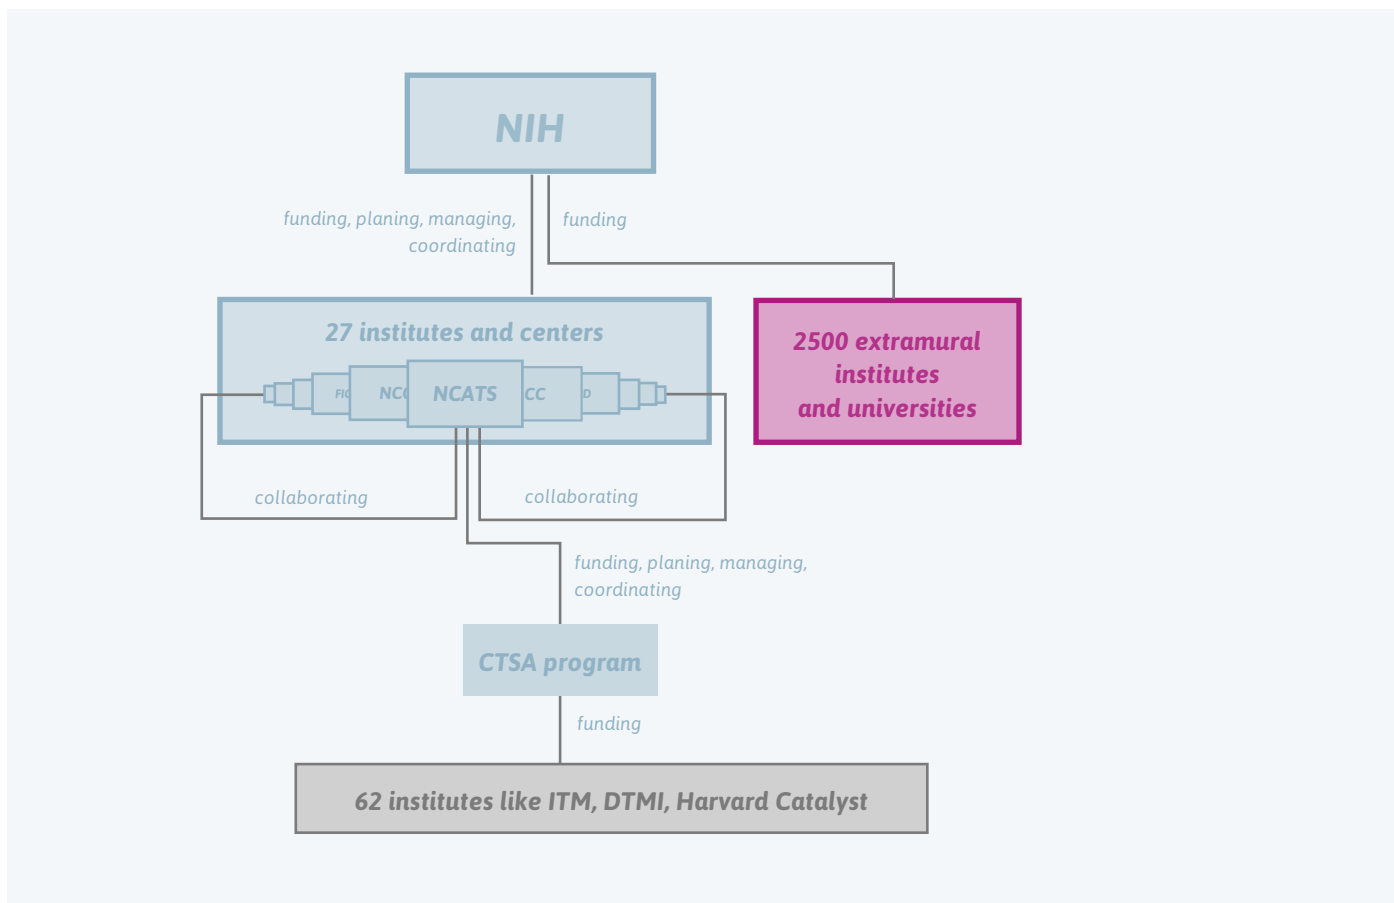 NIH
funding, planing, managing,
coordinating
funding
27 institutes and centers
NCATS
CC
2500 extramural
institutes
and universities
collaborating
collaborating
funding, planing, managing,
coordinating
CTSA program
funding
62 institutes like ITM, DTMI, Harvard Catalyst